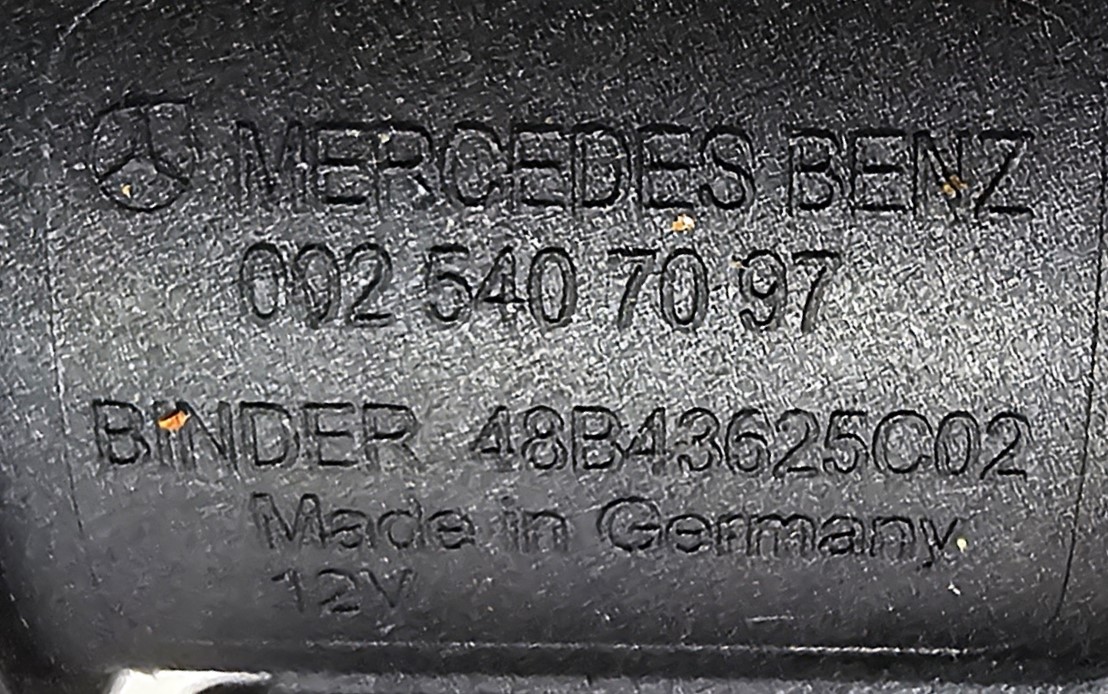 MERCEDES BENZ
002 540 70 97
BINDER 48B43625C02
Made in Germany
12V